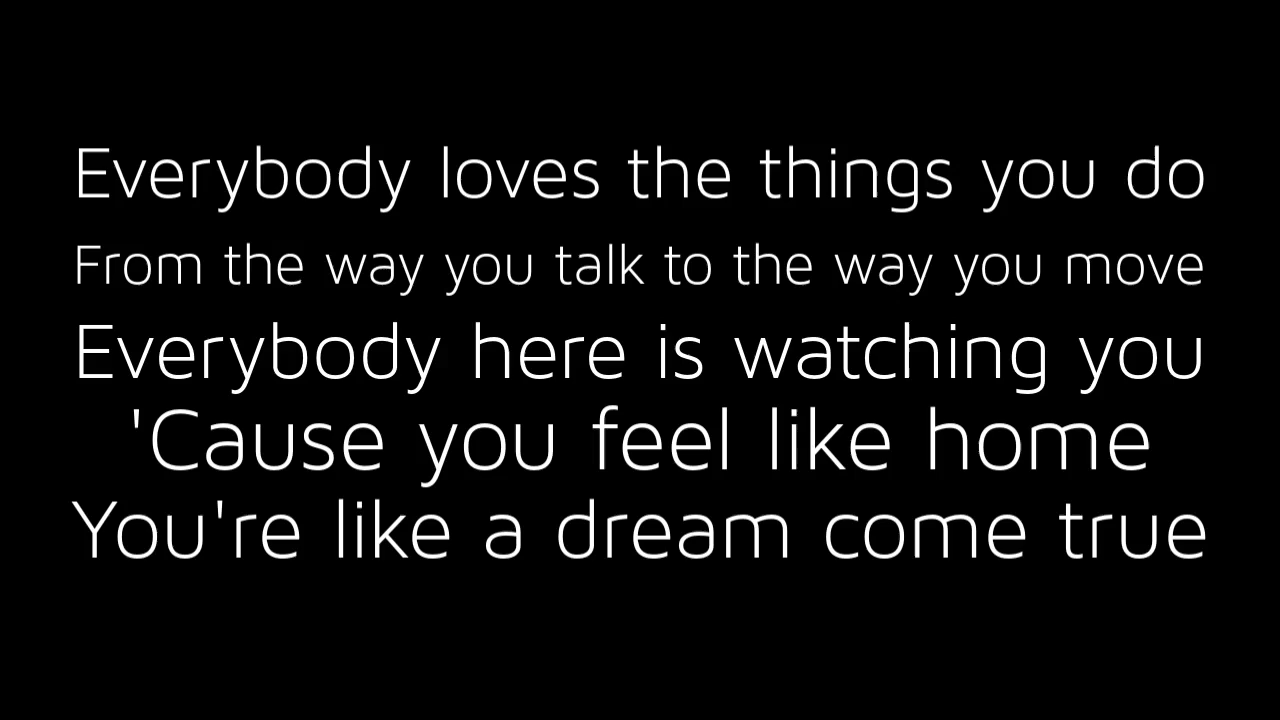 Everybody loves the things you do
From the way you talk to the way you move
Everybody here is watching you
'Cause you feel like home
You're like a dream come true